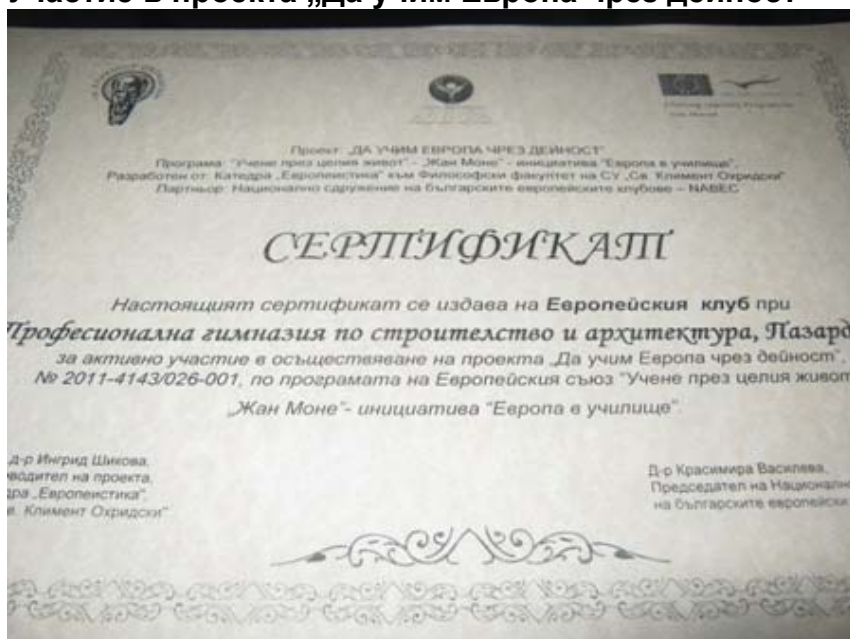 Участие в проекта „Да учим Европа чрез дейност“
Проект: „ДА УЧИМ ЕВРОПА ЧРЕЗ ДЕЙНОСТ“
Програма: "Учене през целия живот" - „Жан Моне“ - инициатива "Европа в училище",
Разработен от: Катедра „Европеистика“ към Философски факултет на СУ „Св. Климент Охридски“
Партньор: Национално сдружение на българските европейските клубове – NABEC
СЕРТИФИКАТ
Настоящият сертификат се издава на Европейския клуб при
Професионална гимназия по строителство и архитектура, Пазард
за активно участие в осъществяване на проекта „Да учим Европа чрез дейност“,
№ 2011-4143/026-001, по програмата на Европейския съюз "Учене през целия живот
„Жан Моне“- инициатива "Европа в училище".
д-р Ингрид Шикова,
водител на проекта,
дра „Европеистика“,
в. Климент Охридски"
Д-р Красимира Василева,
Председател на Национално
на българските европейски